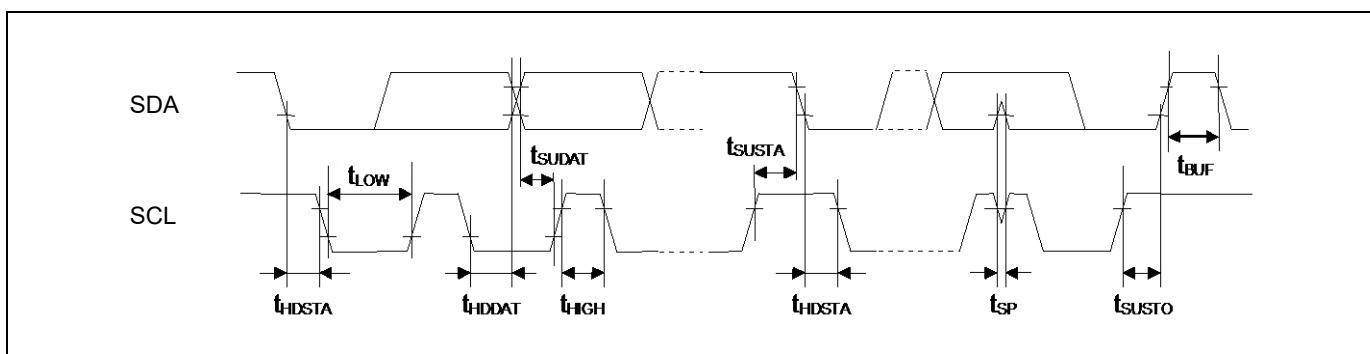 SDA
tSUDAT
tSUSTA
tBUF
tLOW
SCL
tHDSTA
tHDDAT
tHIGH
tHDSTA
tSP
tSUSTO